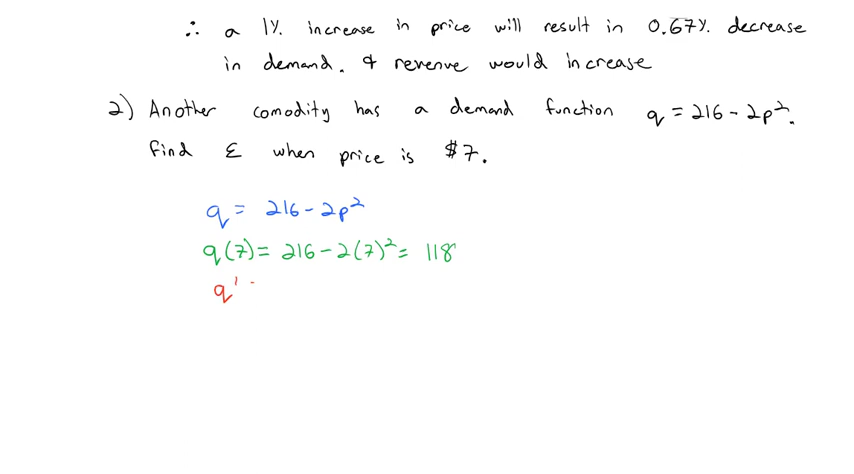 ∴ a 1% increase in price will result in 0.67% decrease
in demand. & revenue would increase
2) Another comodity has a demand function q = 216 - 2p².
find ε when price is $7.
q = 216 - 2p²
q(7) = 216 - 2(7)² = 118
q' -